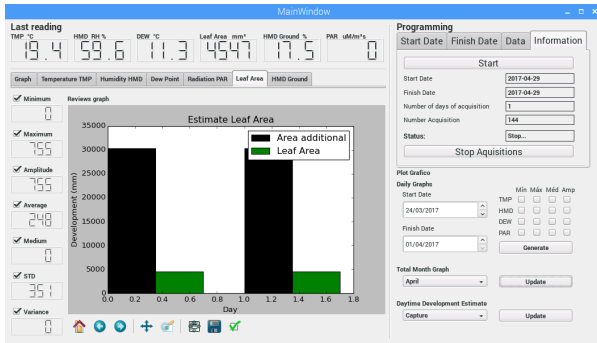 MainWindow
Last reading
TMP °C HMD RH % DEW °C Leaf Area mm² HMD Ground % PAR uM/m²s
19.4 59.6 11.3 4547 17.5 0
Graph Temperature TMP Humidity HMD Dew Point Radiation PAR Leaf Area HMD Ground
Minimum
0
Maximum
755
Amplitude
755
Average
248
Medium
0
STD
351
Variance
0
Reviews graph
Estimate Leaf Area
Area additional
Leaf Area
Development (mm)
35000
30000
25000
20000
15000
10000
5000
0
0.0 0.2 0.4 0.6 0.8 1.0 1.2 1.4 1.6 1.8
Day
Programming
Start Date Finish Date Data Information
Start
Start Date 2017-04-29
Finish Date 2017-04-29
Number of days of acquisition 1
Number Acquisition 144
Status: Stop...
Stop Aquisitions
Plot Grafico
Daily Graphs
Start Date
24/03/2017
Finish Date
01/04/2017
Mín Máx Méd Amp
TMP
HMD
DEW
PAR
Generate
Total Month Graph
April Update
Daytime Development Estimate
Capture Update